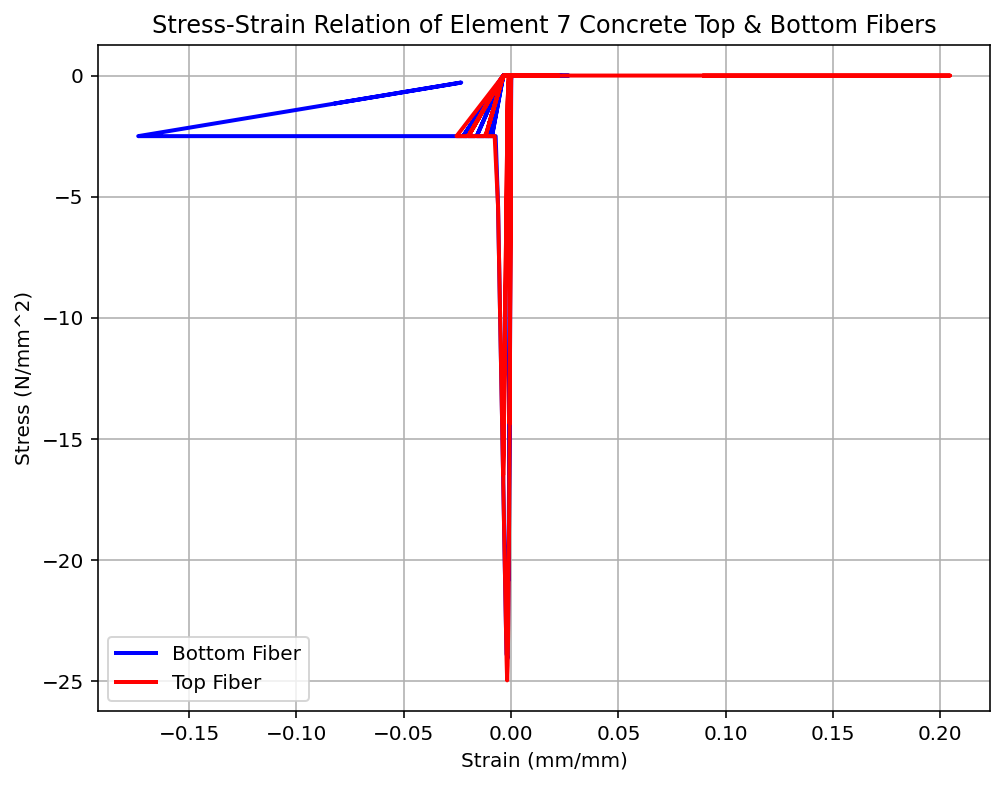 Stress-Strain Relation of Element 7 Concrete Top & Bottom Fibers
0
−5
−10
−15
−20
−25
Stress (N/mm^2)
Bottom Fiber
Top Fiber
−0.15 −0.10 −0.05 0.00 0.05 0.10 0.15 0.20
Strain (mm/mm)